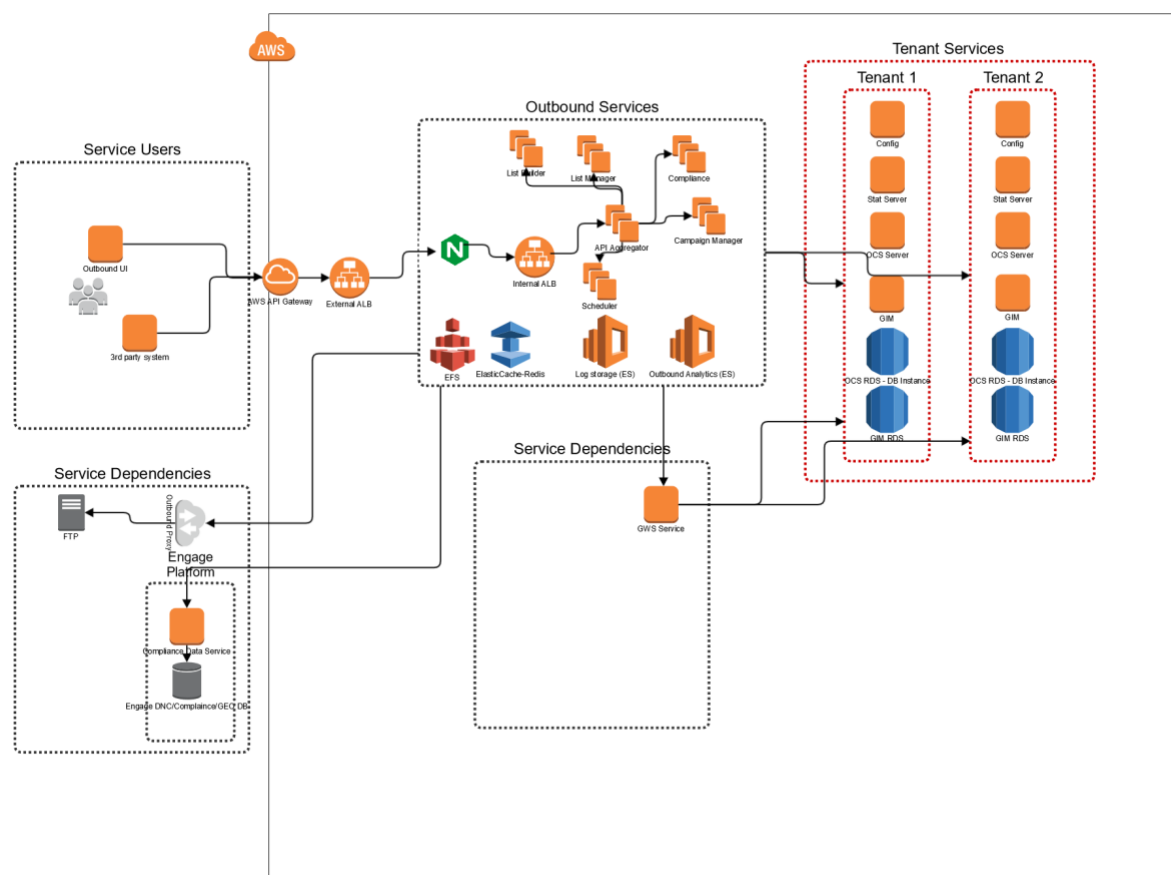 AWS
Tenant Services
Tenant 1
Tenant 2
Outbound Services
Service Users
List Builder
List Manager
Compliance
Config
Config
Stat Server
Stat Server
API Aggregator
Campaign Manager
OCS Server
OCS Server
Outbound UI
AWS API Gateway
External ALB
Internal ALB
Scheduler
GIM
GIM
3rd party system
EFS
ElasticCache-Redis
Log storage (ES)
Outbound Analytics (ES)
OCS RDS - DB Instance
OCS RDS - DB Instance
GIM RDS
GIM RDS
Service Dependencies
Service Dependencies
FTP
Outbound Proxy
GWS Service
Engage
Platform
Compliance Data Service
Engage DNC/Complaince/GEO DB